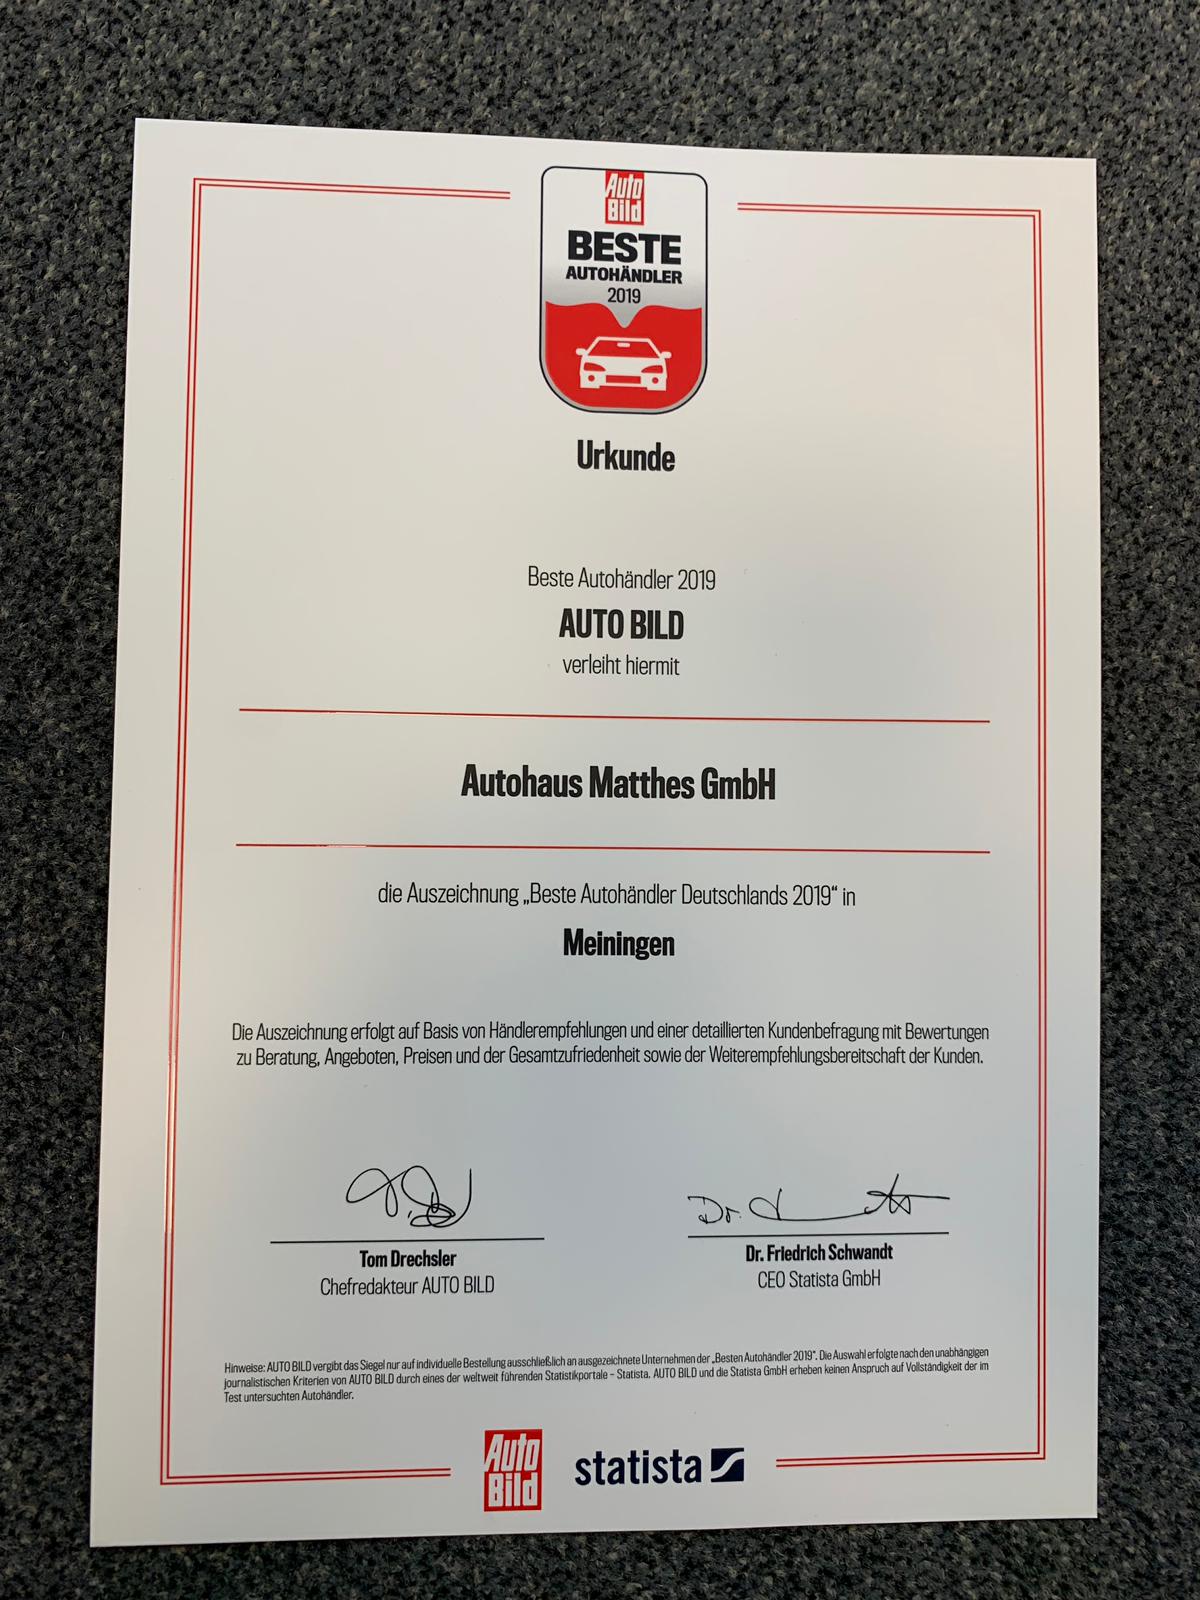 Auto
Bild
BESTE
AUTOHÄNDLER
2019
Urkunde
Beste Autohändler 2019
AUTO BILD
verleiht hiermit
Autohaus Matthes GmbH
die Auszeichnung „Beste Autohändler Deutschlands 2019“ in
Meiningen
Die Auszeichnung erfolgt auf Basis von Händlerempfehlungen und einer detaillierten Kundenbefragung mit Bewertungen
zu Beratung, Angeboten, Preisen und der Gesamtzufriedenheit sowie der Weiterempfehlungsbereitschaft der Kunden.
Dr.
Tom Drechsler
Chefredakteur AUTO BILD
Dr. Friedrich Schwandt
CEO Statista GmbH
Hinweise: AUTO BILD vergibt das Siegel nur auf individuelle Bestellung ausschließlich an ausgezeichnete Unternehmen der „Besten Autohändler 2019“. Die Auswahl erfolgte nach den unabhängigen
journalistischen Kriterien von AUTO BILD durch eines der weltweit führenden Statistikportale – Statista. AUTO BILD und die Statista GmbH erheben keinen Anspruch auf Vollständigkeit der im
Test untersuchten Autohändler.
Auto
Bild
statista